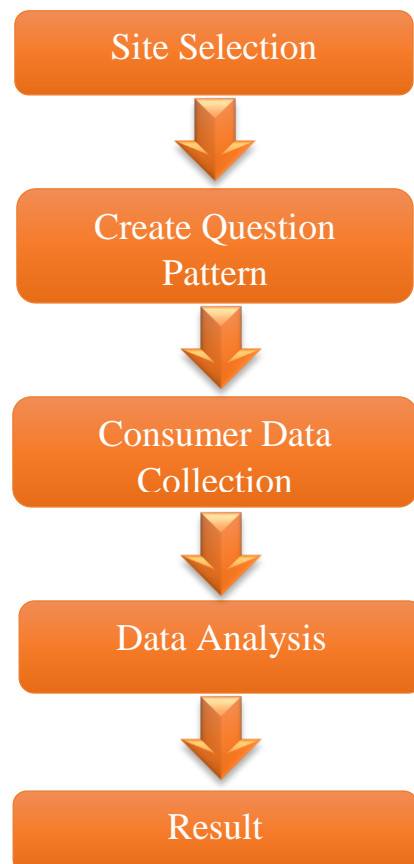 Site Selection
Create Question
Pattern
Consumer Data
Collection
Data Analysis
Result